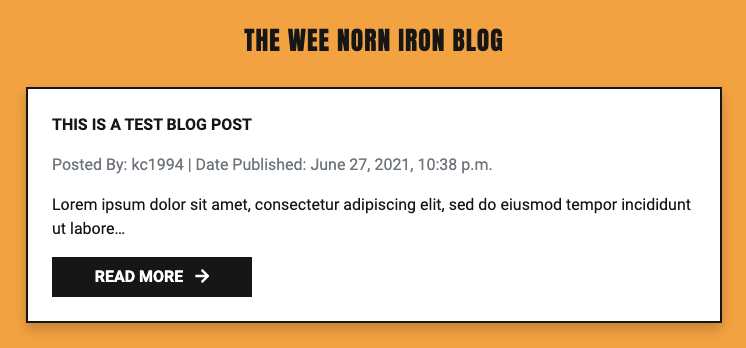 THE WEE NORN IRON BLOG
THIS IS A TEST BLOG POST
Posted By: kc1994 | Date Published: June 27, 2021, 10:38 p.m.
Lorem ipsum dolor sit amet, consectetur adipiscing elit, sed do eiusmod tempor incididunt
ut labore…
READ MORE →